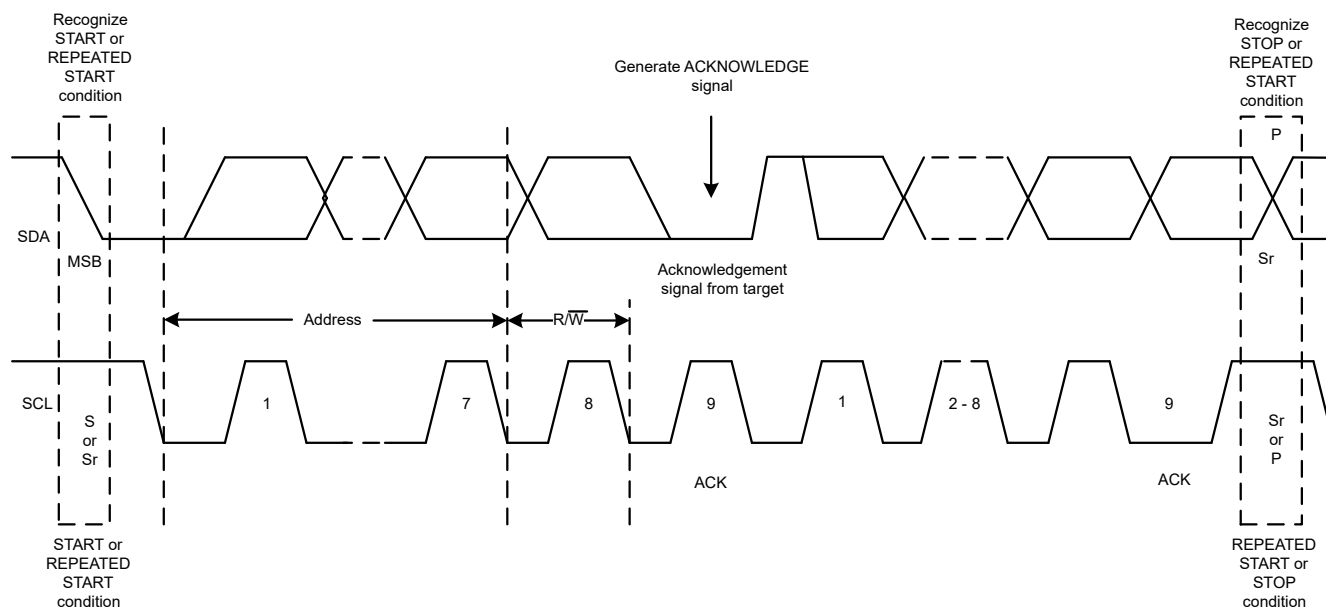 Recognize
START or
REPEATED
START
condition
Generate ACKNOWLEDGE
signal
Recognize
STOP or
REPEATED
START
condition
P
SDA
MSB
Acknowledgement
signal from target
Sr
Address
R/W̅
SCL
S
or
Sr
1
7
8
9
1
2 - 8
9
Sr
or
P
ACK
ACK
START or
REPEATED
START
condition
REPEATED
START or
STOP
condition